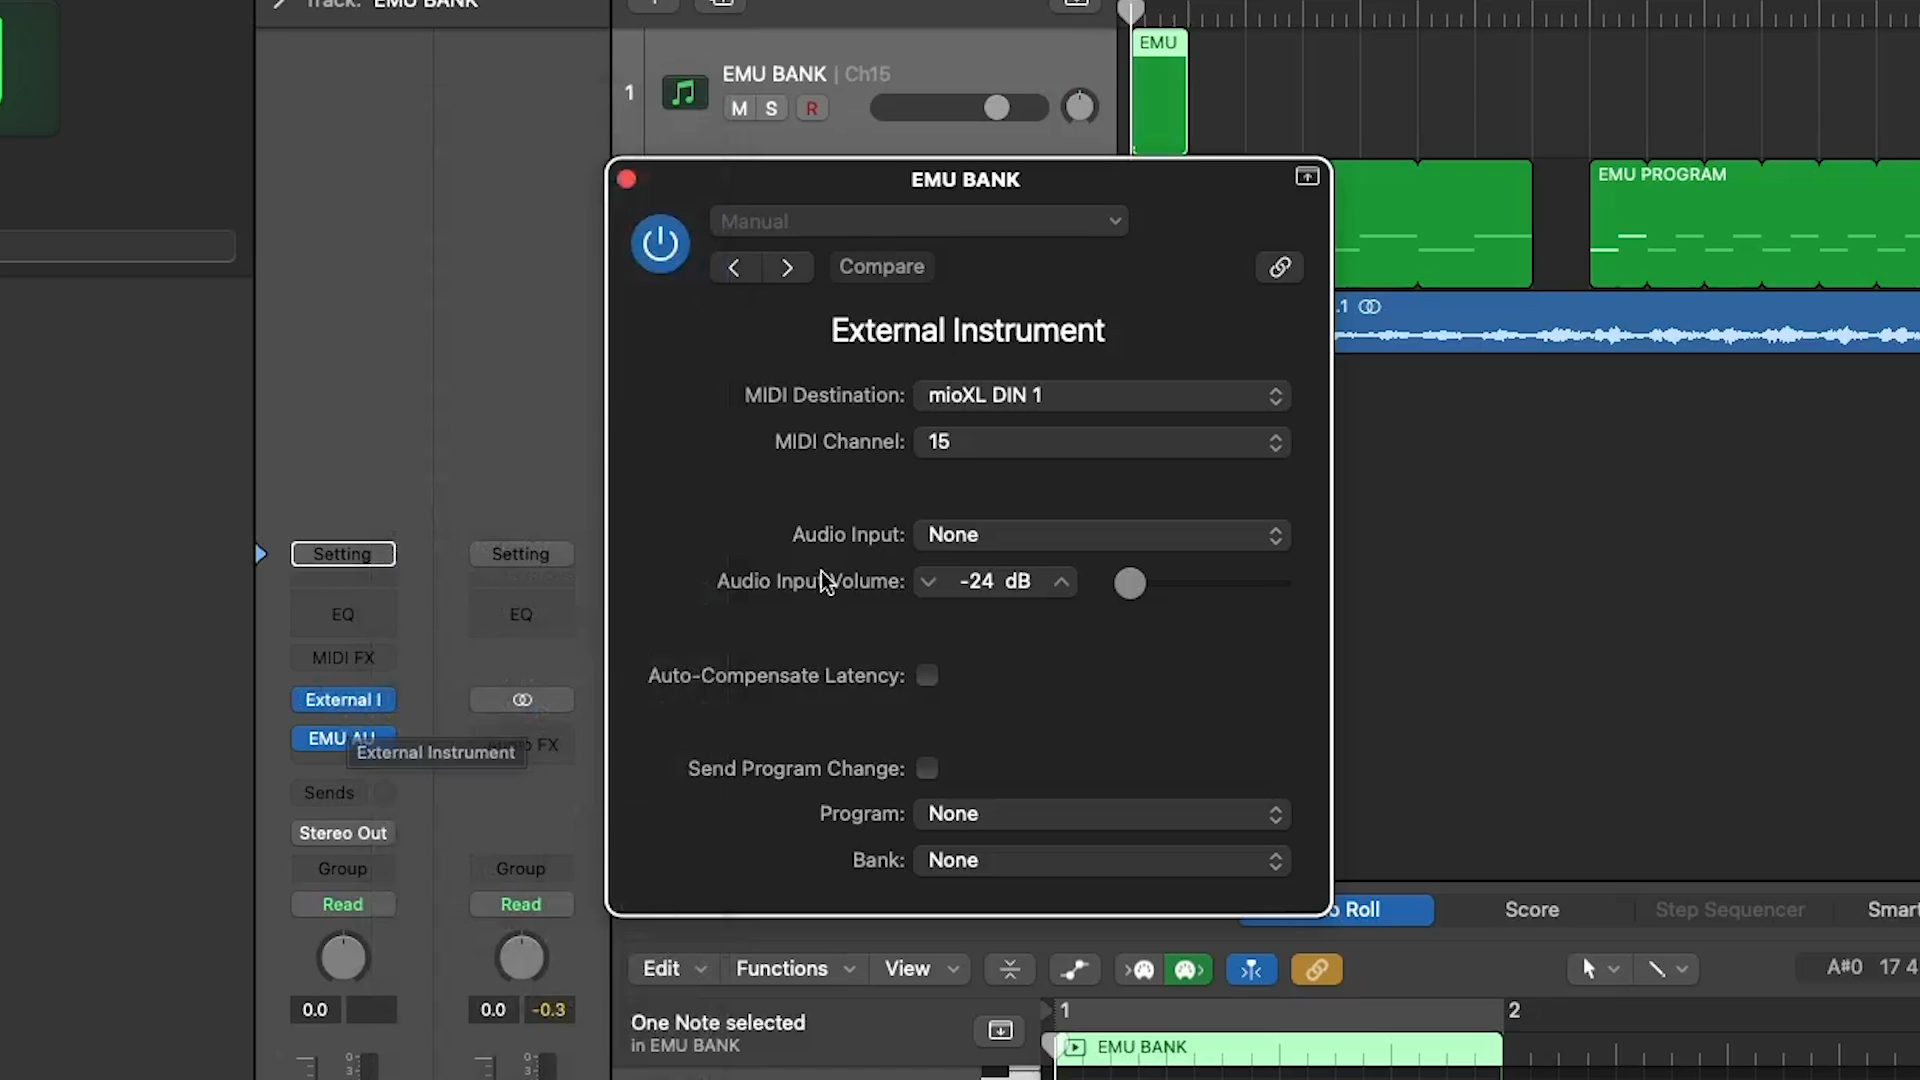 Track: EMU BANK
1
EMU BANK | Ch15
M S R
EMU
EMU BANK
Manual
Compare
External Instrument
MIDI Destination: mioXL DIN 1
MIDI Channel: 15
Audio Input: None
Audio Input Volume: -24 dB
Auto-Compensate Latency:
Send Program Change:
Program: None
Bank: None
EMU PROGRAM
.1
Setting
Setting
EQ
EQ
MIDI FX
External I
EMU AU
FX
External Instrument
Sends
Stereo Out
Group
Group
Read
Read
0.0
0.0 -0.3
Roll
Score
Step Sequencer
Smart
Edit
Functions
View
A#0 17 4
One Note selected
in EMU BANK
1
2
EMU BANK